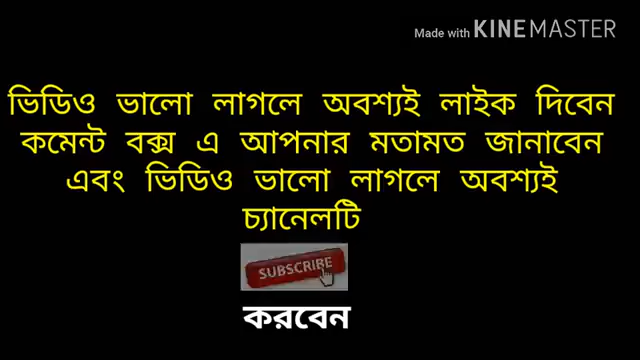 Made with KINEMASTER
ভিডিও ভালো লাগলে অবশ্যই লাইক দিবেন
কমেন্ট বক্স এ আপনার মতামত জানাবেন
এবং ভিডিও ভালো লাগলে অবশ্যই
চ্যানেলটি
SUBSCRIBE
করবেন